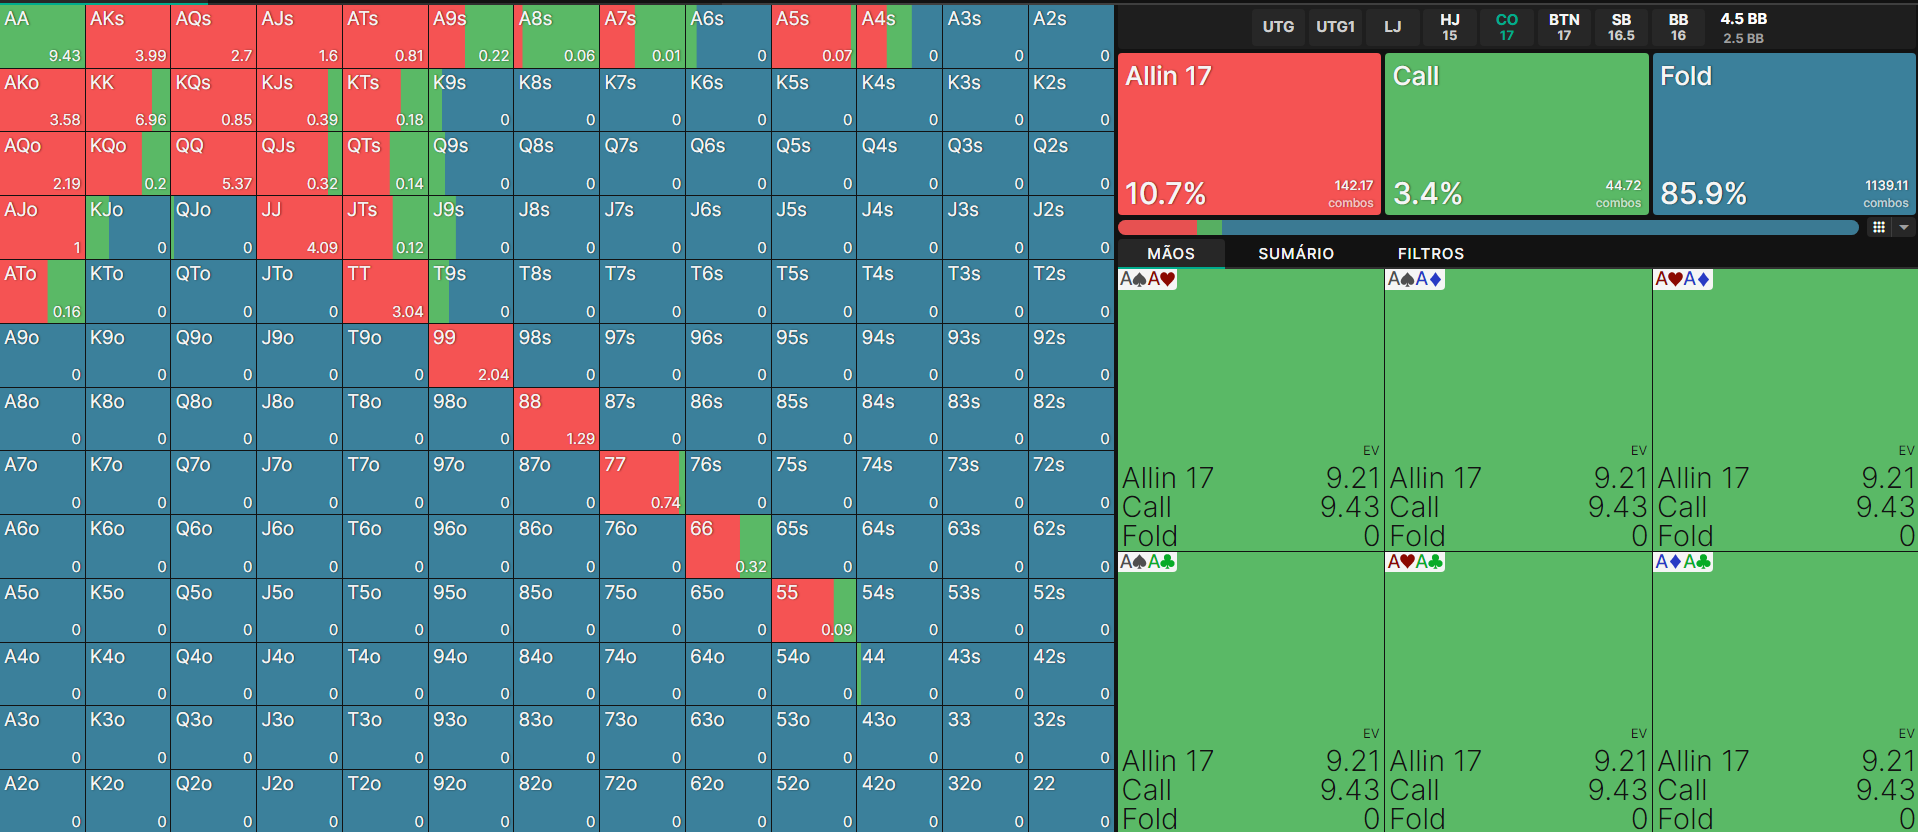 AA AKs AQs AJs ATs A9s A8s A7s A6s A5s A4s A3s A2s
9.43 3.99 2.7 1.6 0.81 0.22 0.06 0.01 0 0.07 0 0 0
AKo KK KQs KJs KTs K9s K8s K7s K6s K5s K4s K3s K2s
3.58 6.96 0.85 0.39 0.18 0 0 0 0 0 0 0 0
AQo KQo QQ QJs QTs Q9s Q8s Q7s Q6s Q5s Q4s Q3s Q2s
2.19 0.2 5.37 0.32 0.14 0 0 0 0 0 0 0 0
AJo KJo QJo JJ JTs J9s J8s J7s J6s J5s J4s J3s J2s
1 0 0 4.09 0.12 0 0 0 0 0 0 0 0
ATo KTo QTo JTo TT T9s T8s T7s T6s T5s T4s T3s T2s
0.16 0 0 0 3.04 0 0 0 0 0 0 0 0
A9o K9o Q9o J9o T9o 99 98s 97s 96s 95s 94s 93s 92s
0 0 0 0 0 2.04 0 0 0 0 0 0 0
A8o K8o Q8o J8o T8o 98o 88 87s 86s 85s 84s 83s 82s
0 0 0 0 0 0 1.29 0 0 0 0 0 0
A7o K7o Q7o J7o T7o 97o 87o 77 76s 75s 74s 73s 72s
0 0 0 0 0 0 0 0.74 0 0 0 0 0
A6o K6o Q6o J6o T6o 96o 86o 76o 66 65s 64s 63s 62s
0 0 0 0 0 0 0 0 0.32 0 0 0 0
A5o K5o Q5o J5o T5o 95o 85o 75o 65o 55 54s 53s 52s
0 0 0 0 0 0 0 0 0 0.09 0 0 0
A4o K4o Q4o J4o T4o 94o 84o 74o 64o 54o 44 43s 42s
0 0 0 0 0 0 0 0 0 0 0 0 0
A3o K3o Q3o J3o T3o 93o 83o 73o 63o 53o 43o 33 32s
0 0 0 0 0 0 0 0 0 0 0 0 0
A2o K2o Q2o J2o T2o 92o 82o 72o 62o 52o 42o 32o 22
0 0 0 0 0 0 0 0 0 0 0 0 0
UTG UTG1 LJ HJ CO BTN SB BB 4.5 BB
15 17 17 16.5 16 2.5 BB
Allin 17 Call Fold
10.7% 142.17 combos 3.4% 44.72 combos 85.9% 1139.11 combos
MÃOS SUMÁRIO FILTROS
A♠A♥ A♠A♦ A♥A♦
EV EV EV
Allin 17 9.21 Allin 17 9.21 Allin 17 9.21
Call 9.43 Call 9.43 Call 9.43
Fold 0 Fold 0 Fold 0
A♠A♣ A♥A♣ A♦A♣
EV EV EV
Allin 17 9.21 Allin 17 9.21 Allin 17 9.21
Call 9.43 Call 9.43 Call 9.43
Fold 0 Fold 0 Fold 0